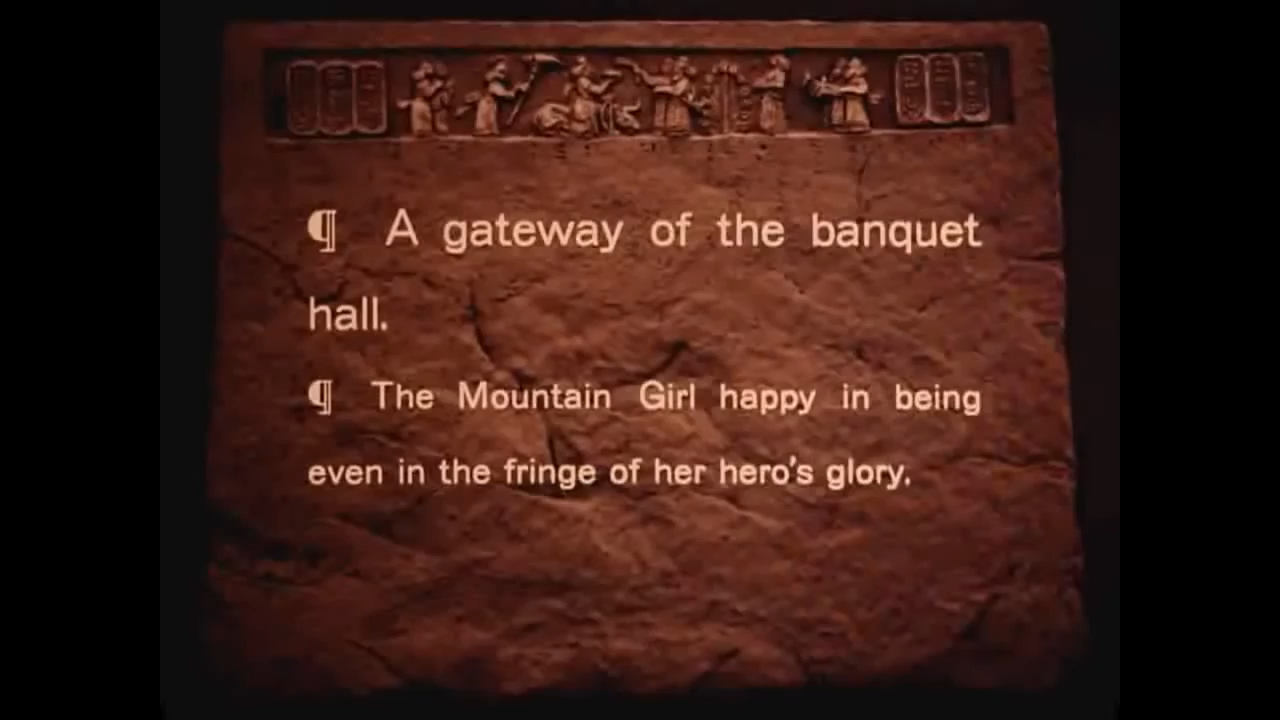 ¶ A gateway of the banquet
hall.
¶ The Mountain Girl happy in being
even in the fringe of her hero's glory.